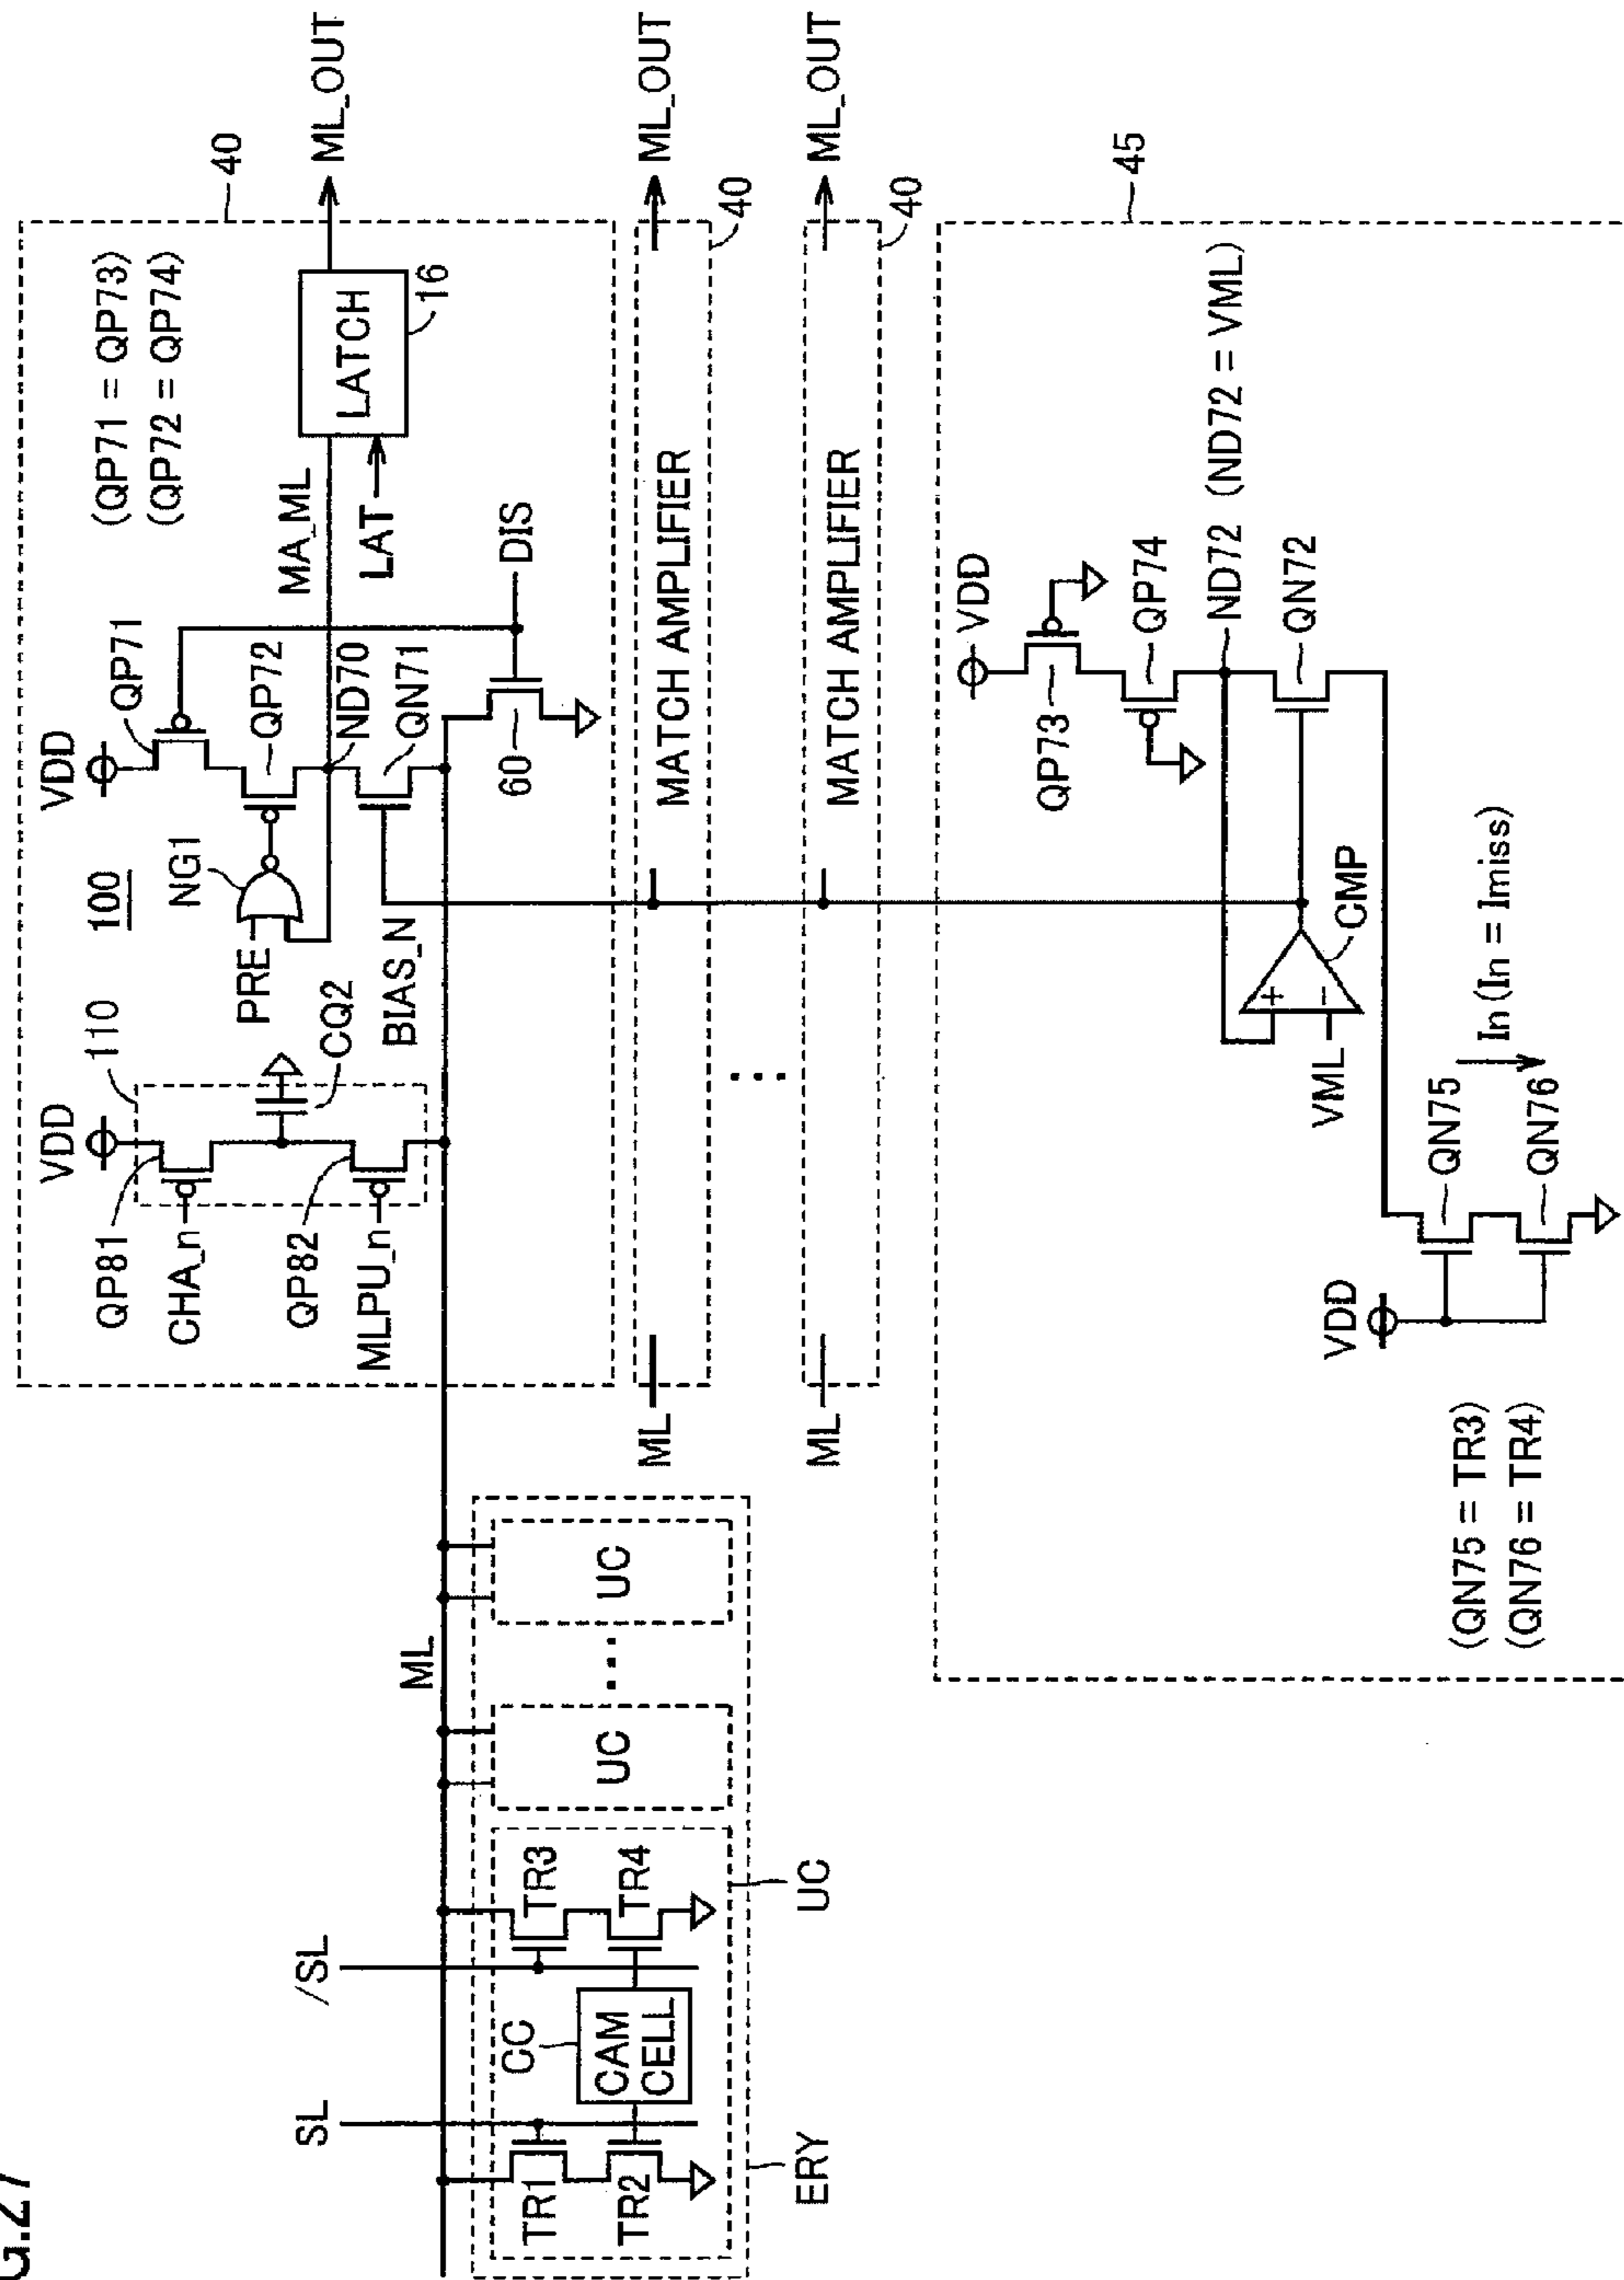 G.27
SL
/SL
CC
CAM
CELL
TR1
TR2
TR3
TR4
UC
ERY
ML
UC
...
UC
100
40
VDD
110
QP81
CHA_n
QP82
MLPU_n
CQ2
VDD
QP71
NG1
PRE
QP72
ND70
QN71
BIAS_N
60
DIS
MA_ML
LAT
LATCH
16
(QP71 = QP73)
(QP72 = QP74)
ML_OUT
ML
MATCH AMPLIFIER
40
ML_OUT
...
ML
MATCH AMPLIFIER
40
ML_OUT
45
VDD
QP73
QP74
ND72 (ND72 = VML)
QN72
CMP
+
−
VML
VDD
QN75
QN76
In (In = Imiss)
(QN75 = TR3)
(QN76 = TR4)